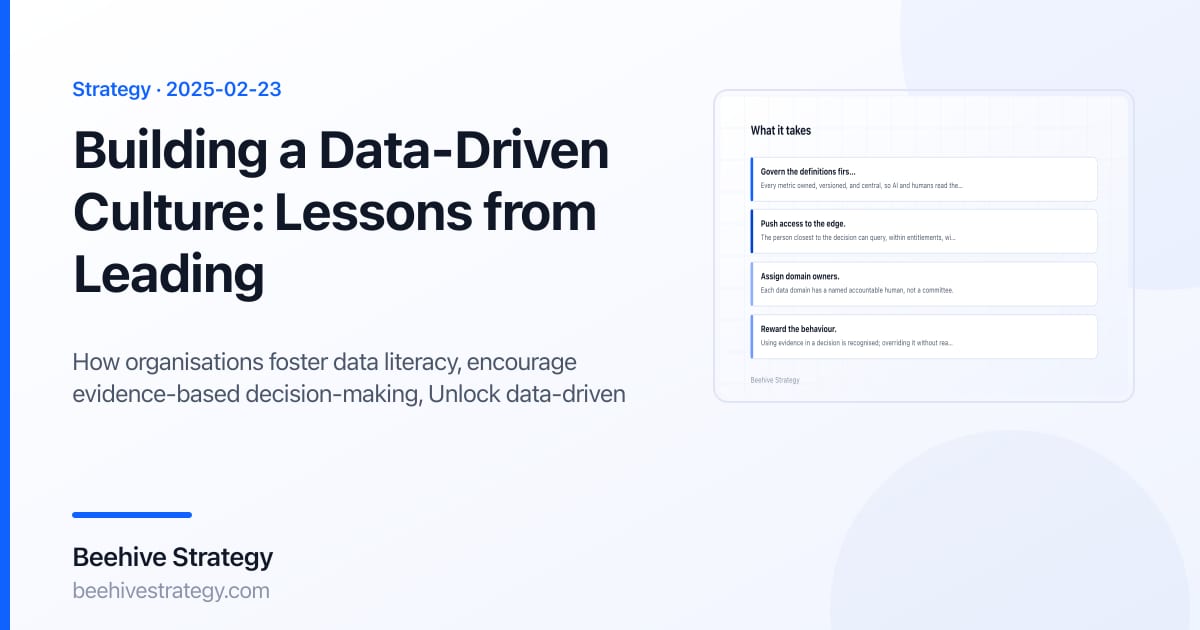 Strategy · 2025-02-23
Building a Data-Driven
Culture: Lessons from
Leading
How organisations foster data literacy, encourage
evidence-based decision-making, Unlock data-driven
Beehive Strategy
beehivestrategy.com
What it takes
Govern the definitions firs...
Every metric owned, versioned, and central, so AI and humans read the...
Push access to the edge.
The person closest to the decision can query, within entitlements, wi...
Assign domain owners.
Each data domain has a named accountable human, not a committee.
Reward the behaviour.
Using evidence in a decision is recognised; overriding it without rea...
Beehive Strategy